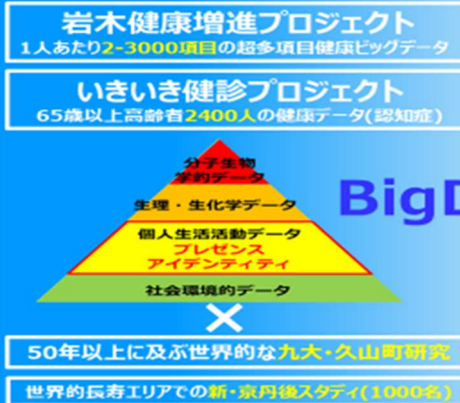 岩木健康増進プロジェクト
1人あたり2-3000項目の超多項目健康ビッグデータ
いきいき健診プロジェクト
65歳以上高齢者2400人の健康データ(認知症)
分子生物
学的データ
生理・生化学データ
BigD
個人生活活動データ
プレゼンス
アイデンティティ
社会環境的データ
×
50年以上に及ぶ世界的な九大・久山町研究
世界的長寿エリアでの新・京丹後スタディ(1000名)